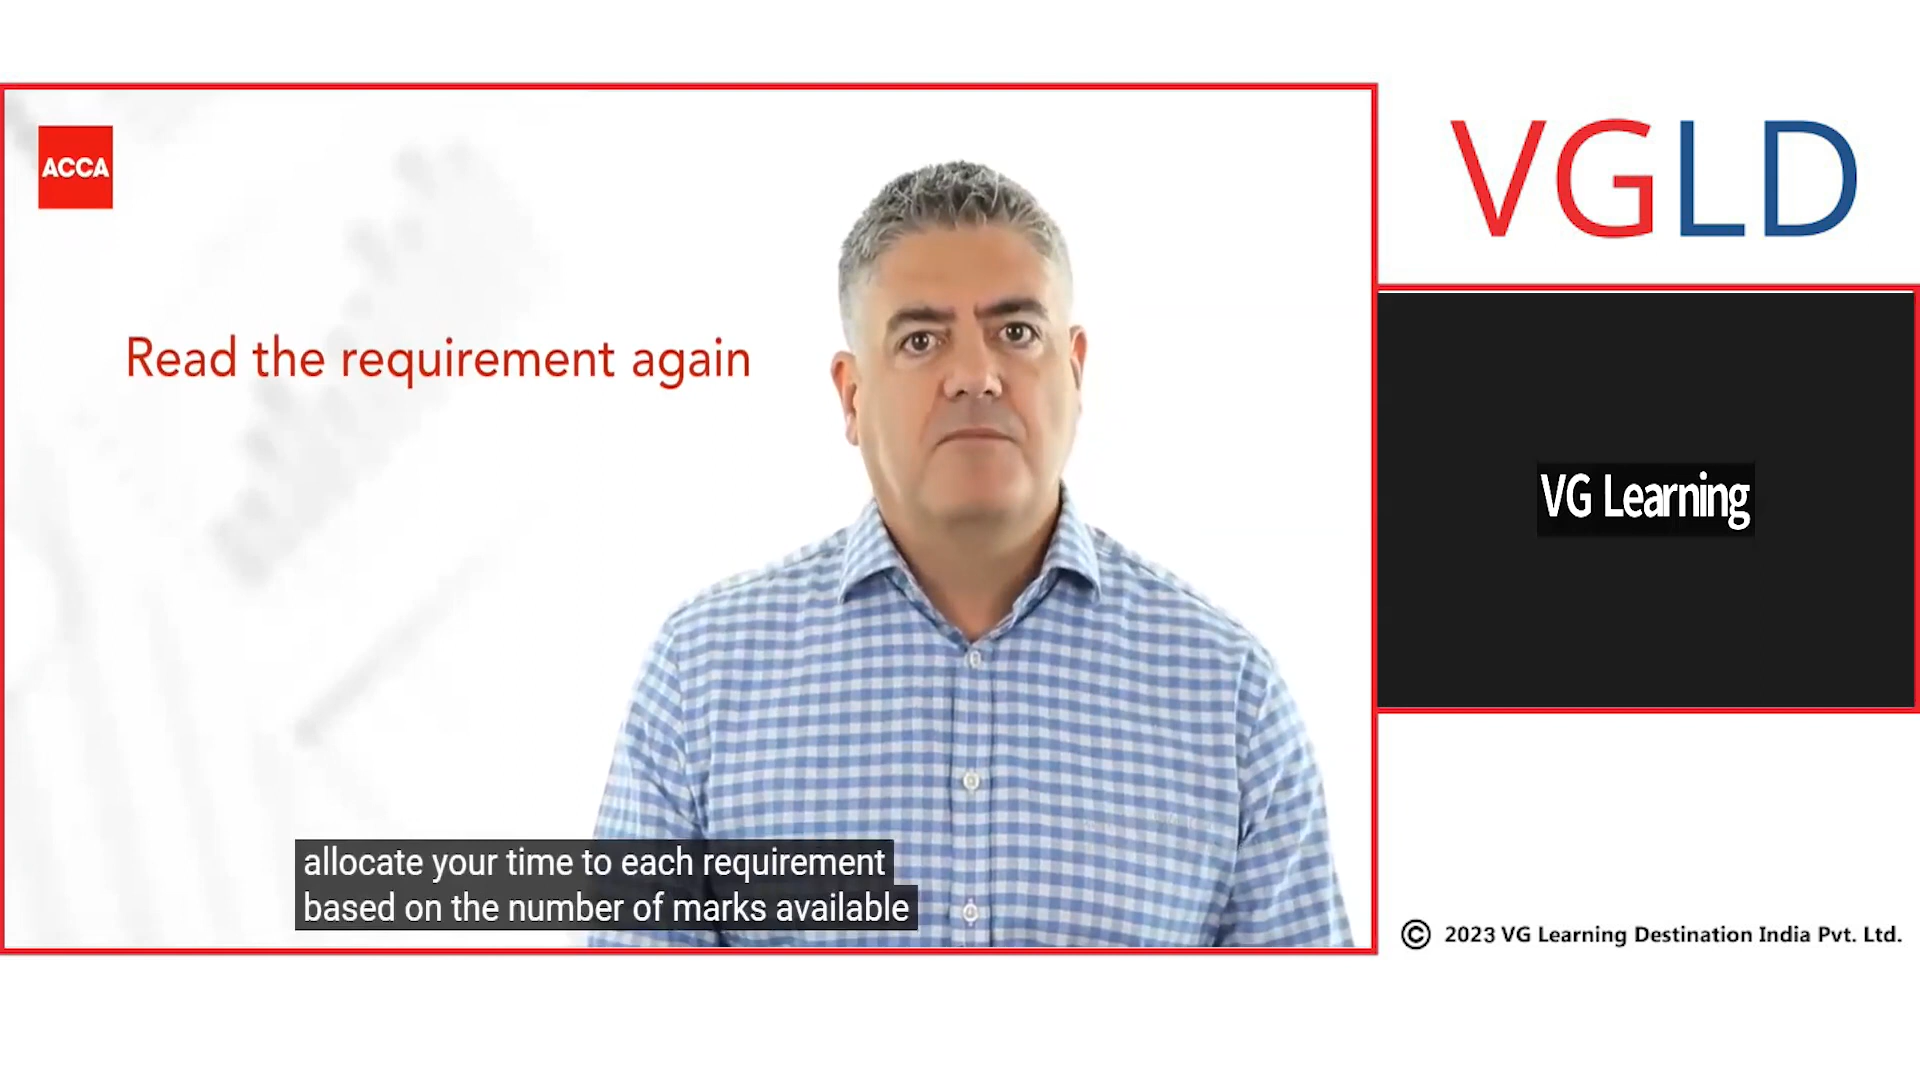 ACCA
Read the requirement again
allocate your time to each requirement
based on the number of marks available
VGLD
VG Learning
© 2023 VG Learning Destination India Pvt. Ltd.